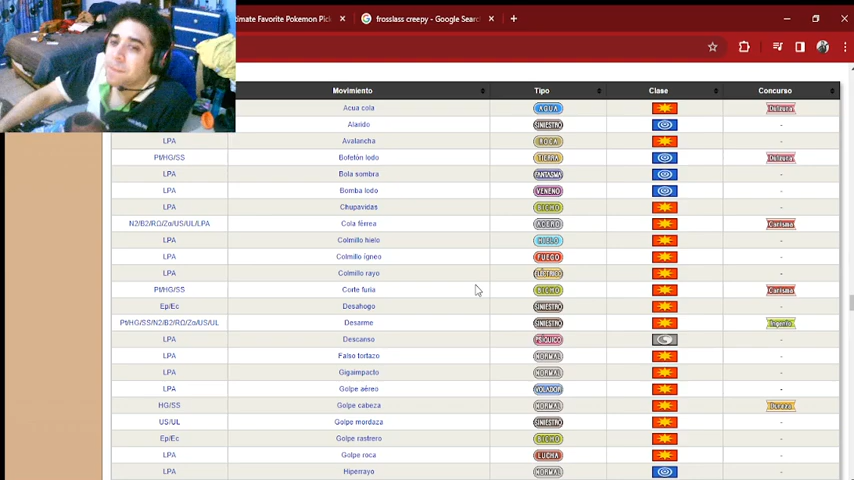 timate Favorite Pokemon Pick
frosslass creepy - Google Searc
Movimiento Tipo Clase Concurso
Acua cola AGUA Dulzura
Alarido SINIESTRO -
LPA Avalancha ROCA -
Pt/HG/SS Bofetón lodo TIERRA Dulzura
LPA Bola sombra FANTASMA -
LPA Bomba lodo VENENO -
LPA Chupavidas BICHO -
N2/B2/RΩ/Zα/US/UL/LPA Cola férrea ACERO Carisma
LPA Colmillo hielo HIELO -
LPA Colmillo ígneo FUEGO -
LPA Colmillo rayo ELÉCTRICO -
Pt/HG/SS Corte furia BICHO Carisma
Ep/Ec Desahogo SINIESTRO -
Pt/HG/SS/N2/B2/RΩ/Zα/US/UL Desarme SINIESTRO Ingenio
LPA Descanso PSÍQUICO -
LPA Falso tortazo NORMAL -
LPA Gigaimpacto NORMAL -
LPA Golpe aéreo VOLADOR -
HG/SS Golpe cabeza NORMAL Dureza
US/UL Golpe mordaza SINIESTRO -
Ep/Ec Golpe rastrero BICHO -
LPA Golpe roca LUCHA -
LPA Hiperrayo NORMAL -